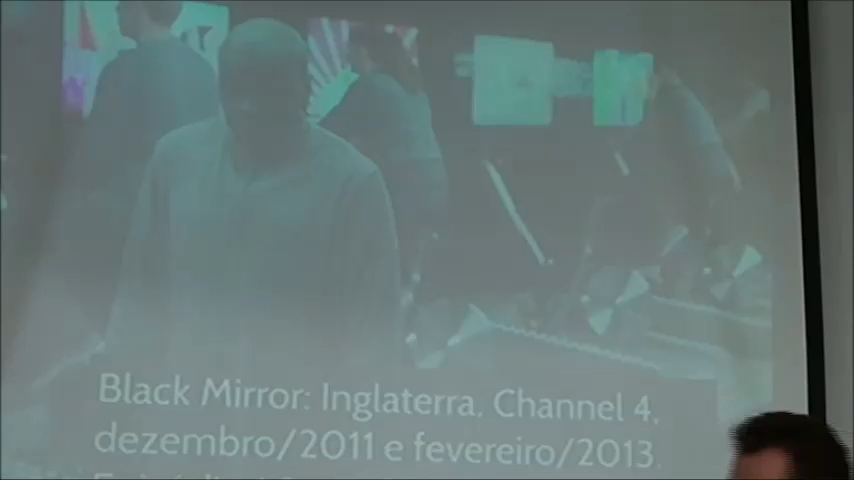 Black Mirror: Inglaterra, Channel 4,
dezembro/2011 e fevereiro/2013.